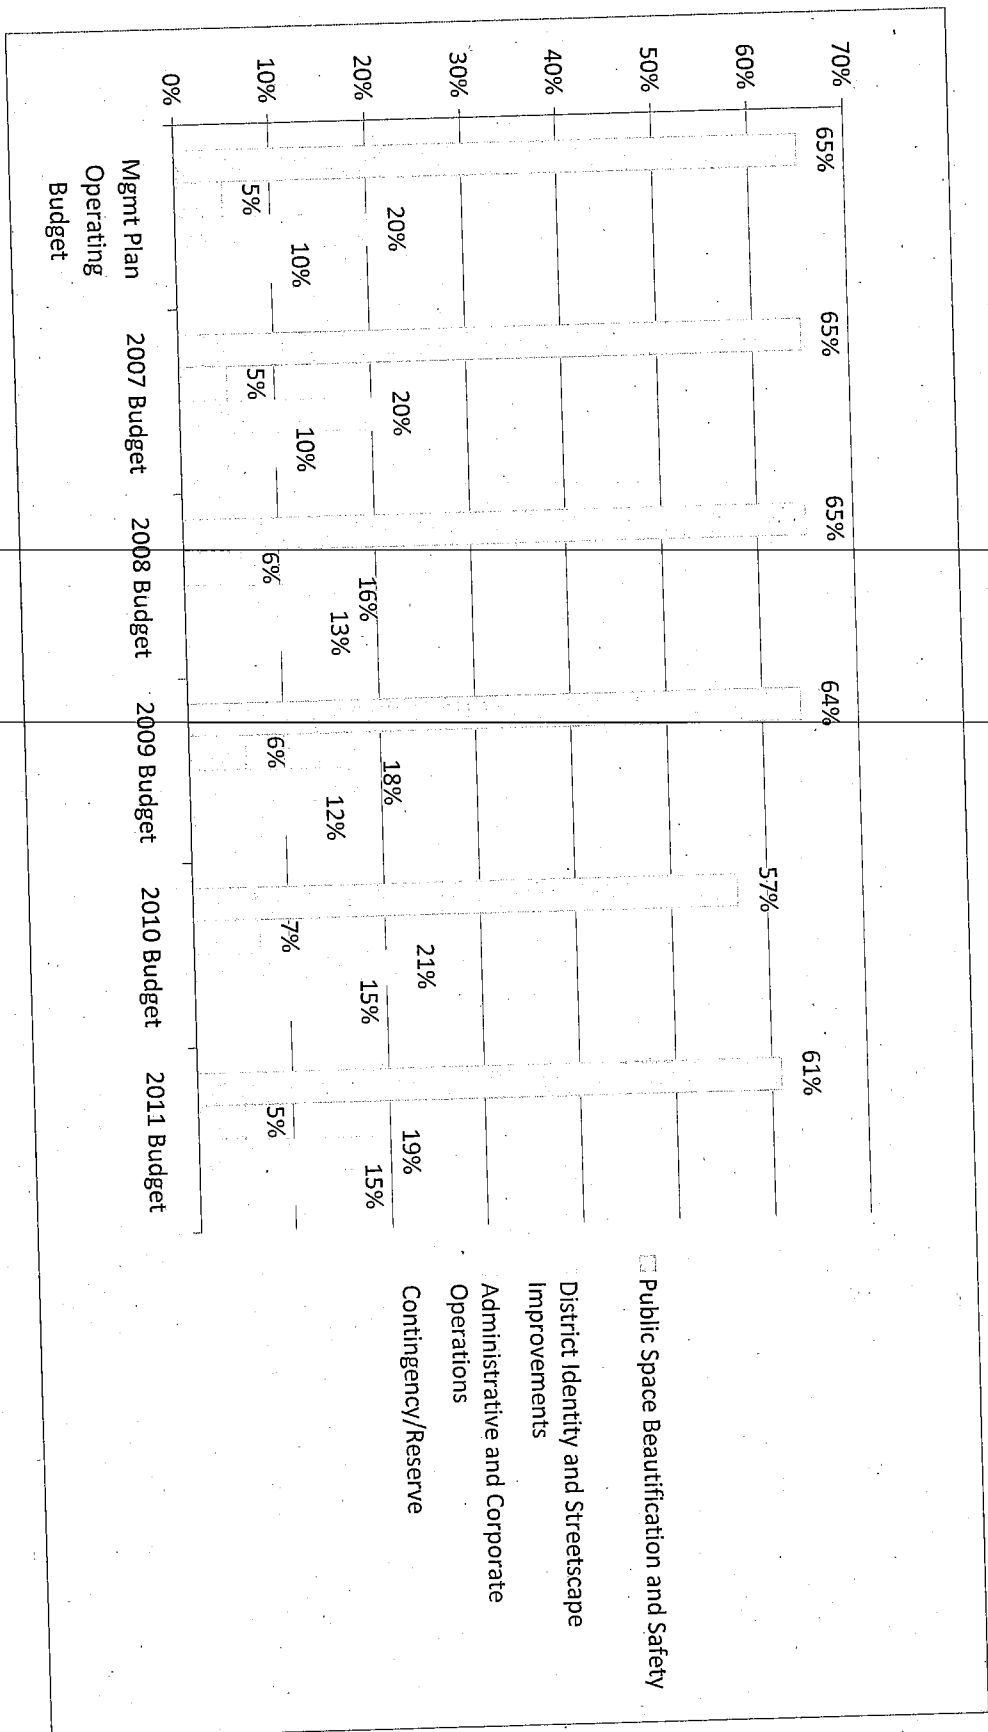 70%
60%
50%
40%
30%
20%
10%
0%
65%
5%
20%
10%
65%
5%
20%
10%
65%
6%
16%
13%
64%
6%
18%
12%
57%
7%
21%
15%
61%
5%
19%
15%
Mgmt Plan
Operating
Budget
2007 Budget
2008 Budget
2009 Budget
2010 Budget
2011 Budget
Public Space Beautification and Safety
District Identity and Streetscape
Improvements
Administrative and Corporate
Operations
Contingency/Reserve